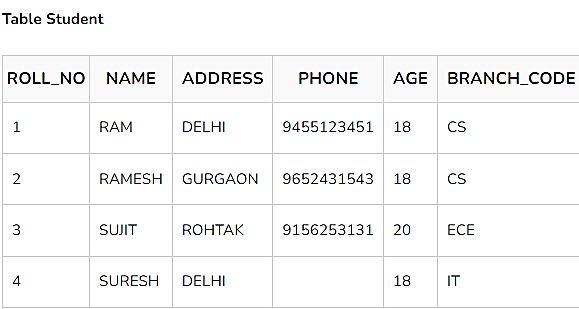 Table Student
ROLL_NO NAME ADDRESS PHONE AGE BRANCH_CODE
1 RAM DELHI 9455123451 18 CS
2 RAMESH GURGAON 9652431543 18 CS
3 SUJIT ROHTAK 9156253131 20 ECE
4 SURESH DELHI 18 IT